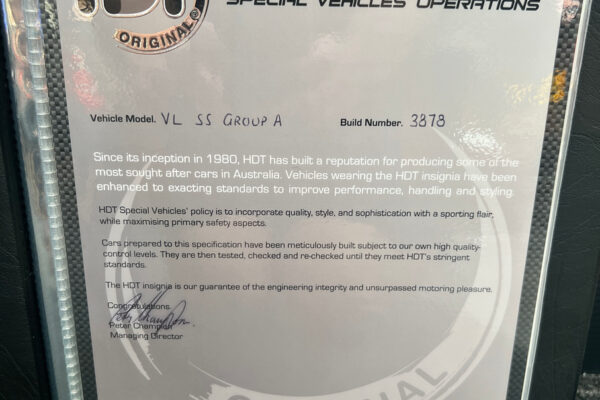 SPECIAL VEHICLES OPERATIONS
ORIGINAL®
Vehicle Model. VL SS GROUP A Build Number. 3878
Since its inception in 1980, HDT has built a reputation for producing some of the
most sought after cars in Australia. Vehicles wearing the HDT insignia have been
enhanced to exacting standards to improve performance, handling and styling.
HDT Special Vehicles' policy is to incorporate quality, style, and sophistication with a sporting flair,
while maximising primary safety aspects.
Cars prepared to this specification have been meticulously built subject to our own high quality-
control levels. They are then tested, checked and re-checked until they meet HDT's stringent
standards.
The HDT insignia is our guarantee of the engineering integrity and unsurpassed motoring pleasure.
Congratulations.
Peter Champion
Managing Director